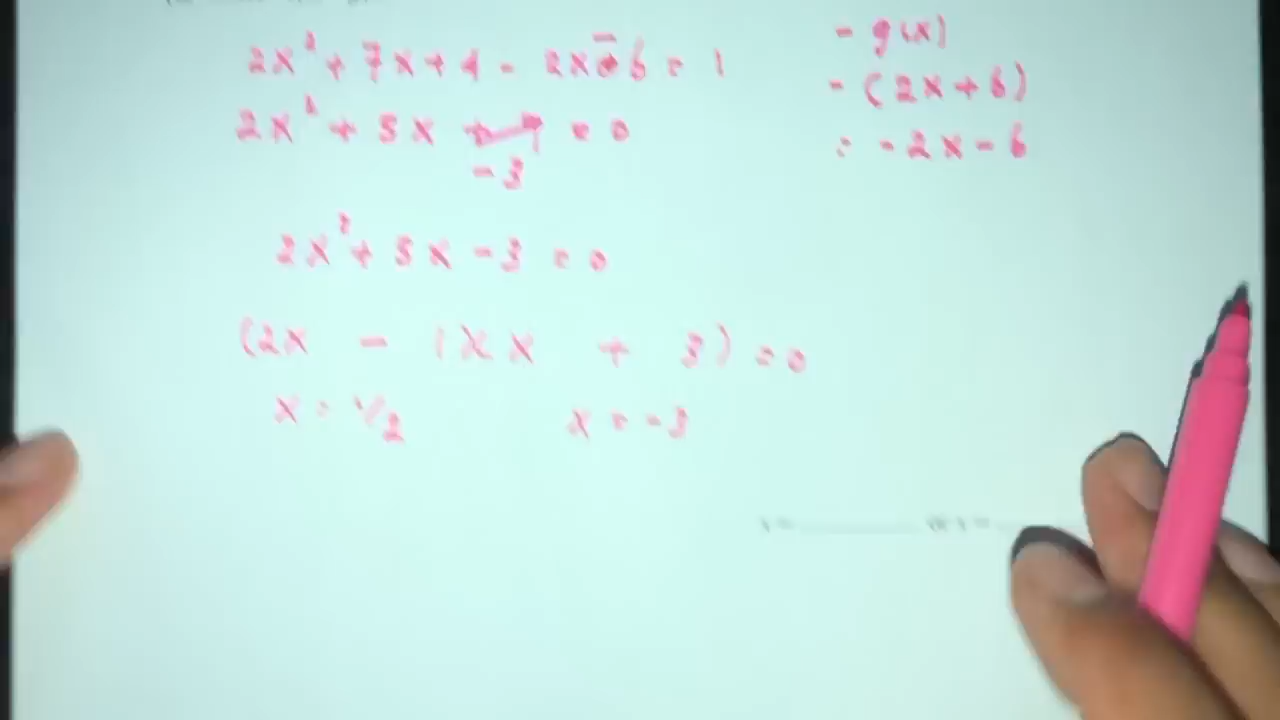 2x² + 7x + 4 - 2x - 6 = 1
2x² + 5x = 0
- 3
2x² + 5x - 3 = 0
(2x - 1)(x + 3) = 0
x = 1/2 x = -3
- g(x)
- (2x + 6)
= -2x - 6